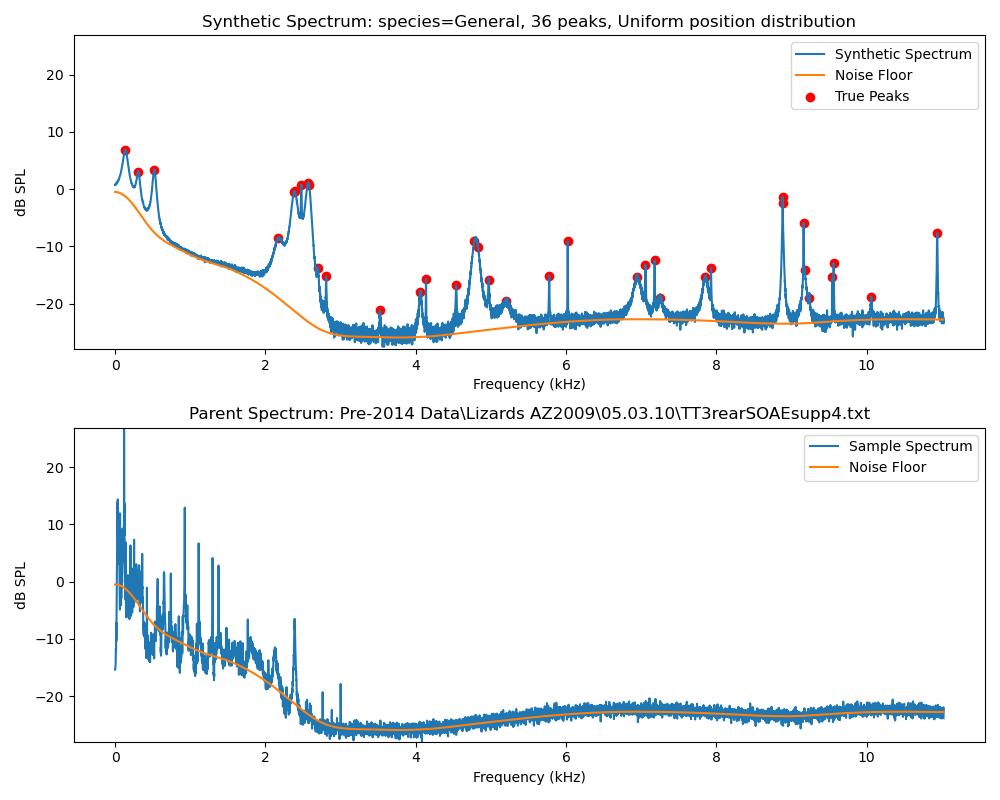 Synthetic Spectrum: species=General, 36 peaks, Uniform position distribution
20
10
0
−10
−20
dB SPL
Synthetic Spectrum
Noise Floor
True Peaks
0 2 4 6 8 10
Frequency (kHz)
Parent Spectrum: Pre-2014 Data\Lizards AZ2009\05.03.10\TT3rearSOAEsupp4.txt
20
10
0
−10
−20
dB SPL
Sample Spectrum
Noise Floor
0 2 4 6 8 10
Frequency (kHz)